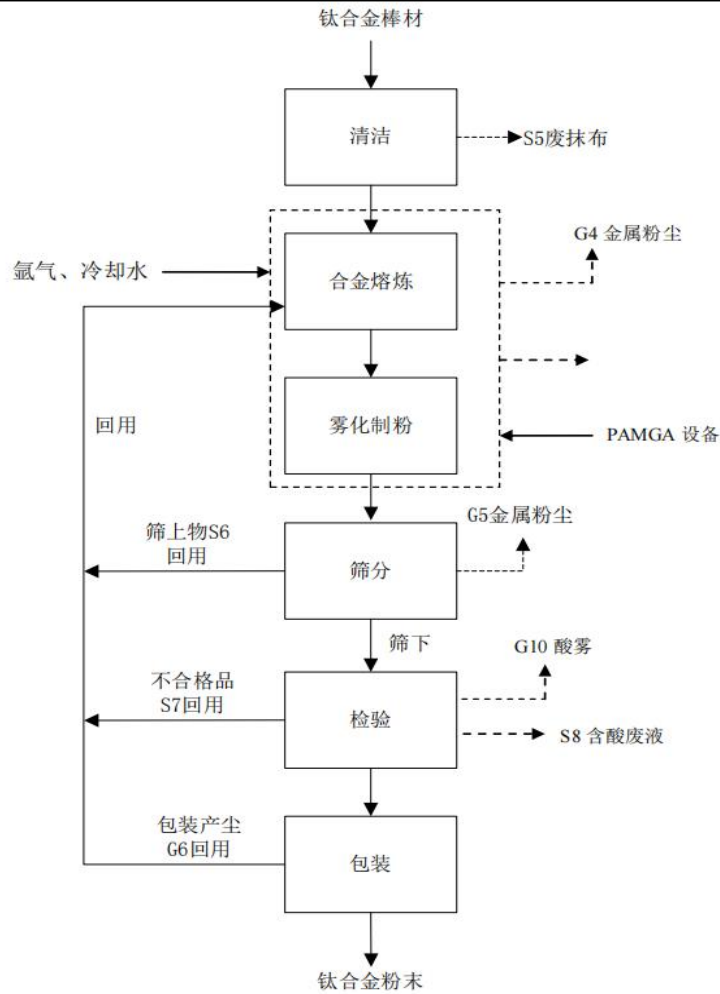 钛合金棒材
清洁
S5废抹布
G4 金属粉尘
氩气、冷却水
合金熔炼
回用
雾化制粉
PAMGA 设备
G5金属粉尘
筛上物S6
回用
筛分
筛下
G10 酸雾
不合格品
S7回用
检验
S8 含酸废液
包装产尘
G6回用
包装
钛合金粉末